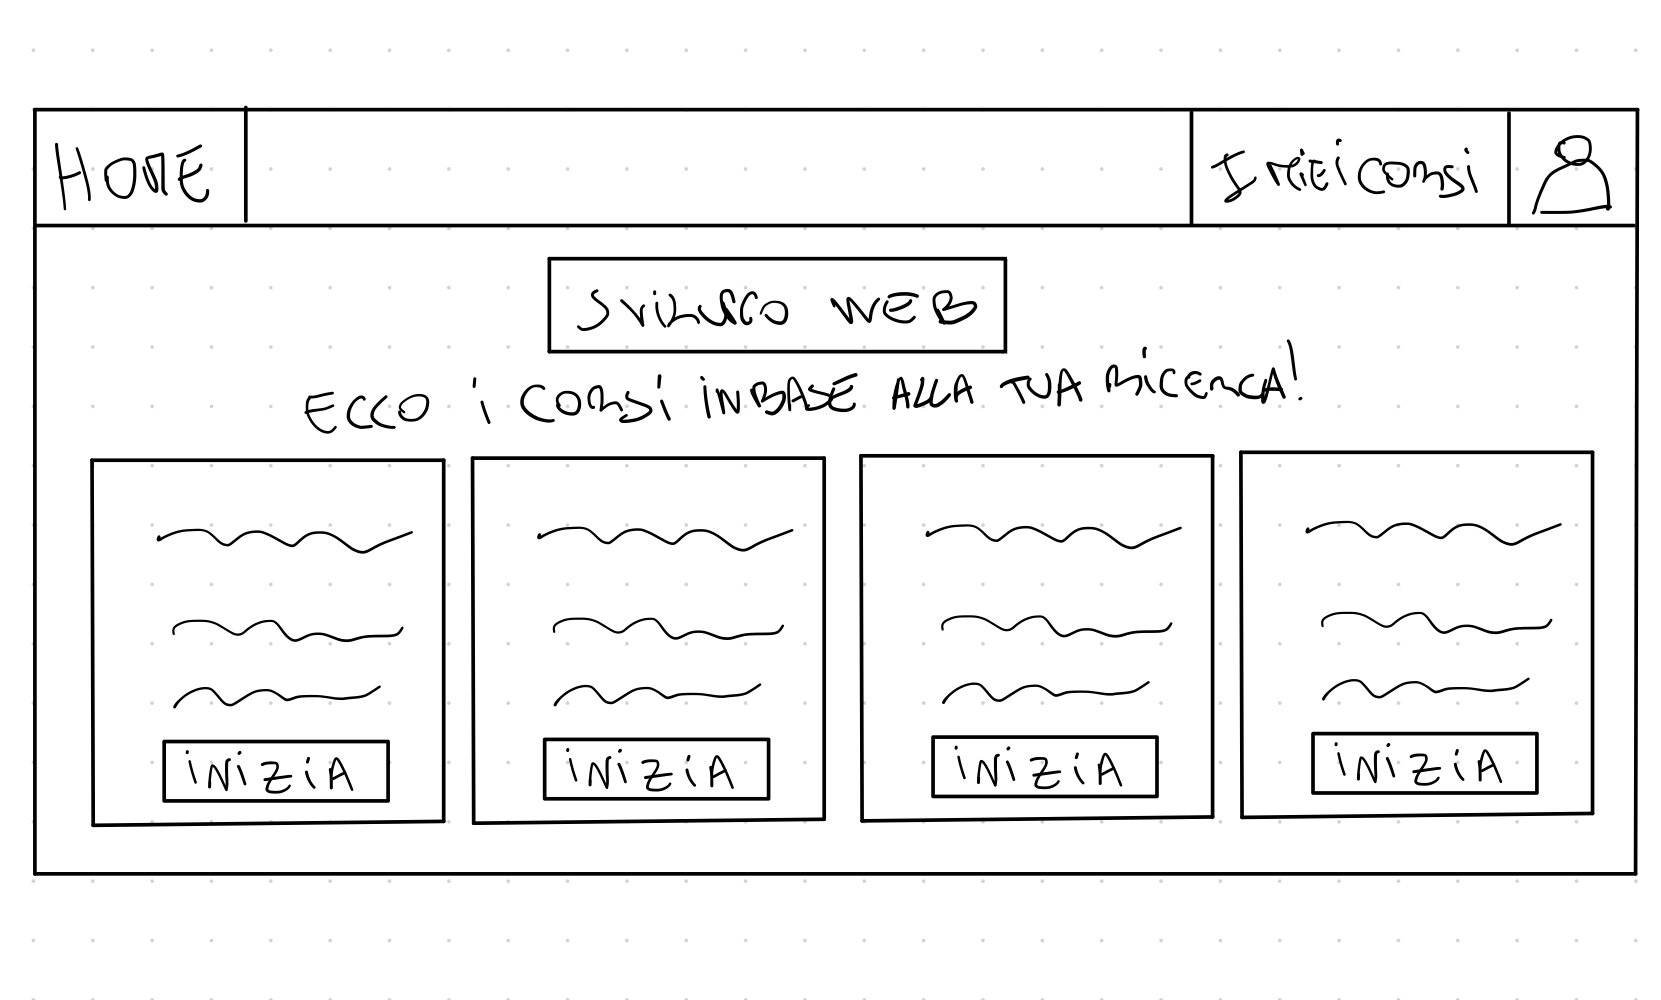 HOME
I miei corsi
SVILUPPO WEB
ECCO i CORSi iN BASE ALLA TUA RiCERCA!
iNiZiA
iNiZiA
iNiZiA
iNiZiA